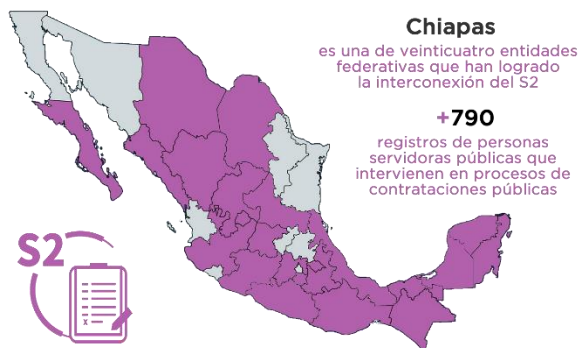 Chiapas
es una de veinticuatro entidades
federativas que han logrado
la interconexión del S2
+790
registros de personas
servidoras públicas que
intervienen en procesos de
contrataciones públicas
S2
x